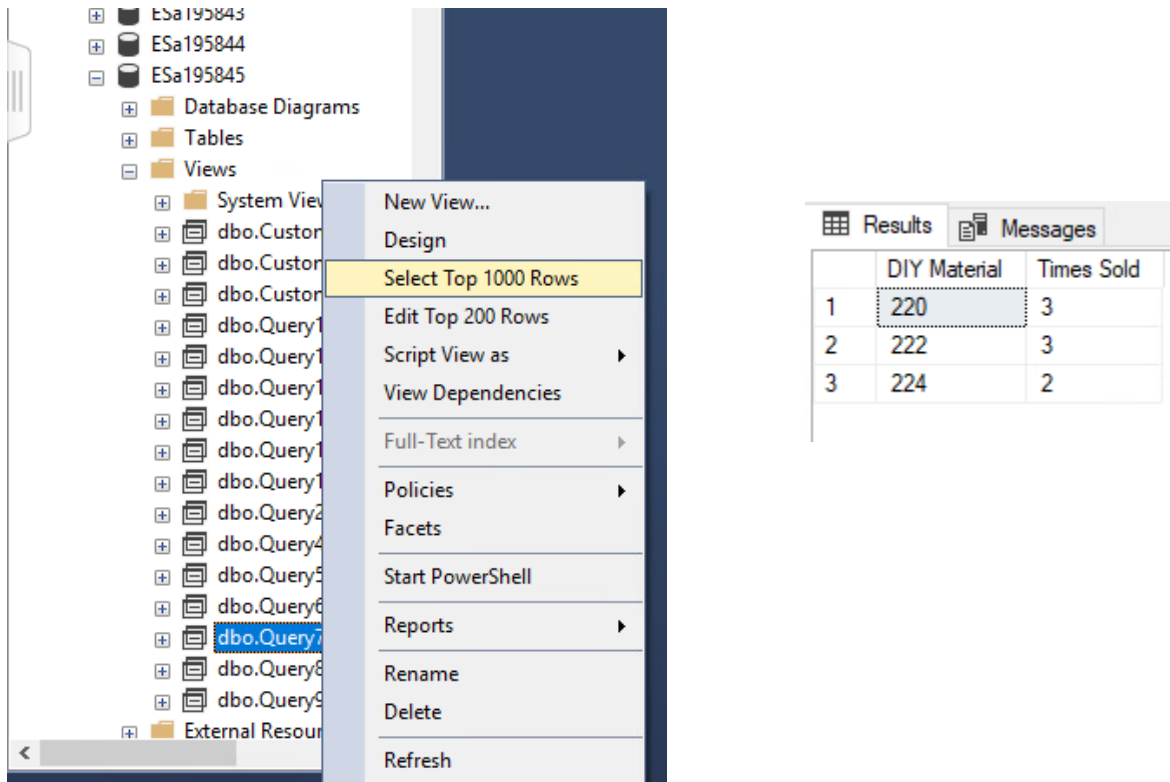 ESa195843
ESa195844
ESa195845
Database Diagrams
Tables
Views
System View
dbo.Custom
dbo.Custom
dbo.Custom
dbo.Query1
dbo.Query1
dbo.Query1
dbo.Query1
dbo.Query1
dbo.Query1
dbo.Query2
dbo.Query4
dbo.Query5
dbo.Query6
dbo.Query7
dbo.Query8
dbo.Query9
External Resour
New View...
Design
Select Top 1000 Rows
Edit Top 200 Rows
Script View as
View Dependencies
Full-Text index
Policies
Facets
Start PowerShell
Reports
Rename
Delete
Refresh
Results Messages
DIY Material Times Sold
1 220 3
2 222 3
3 224 2